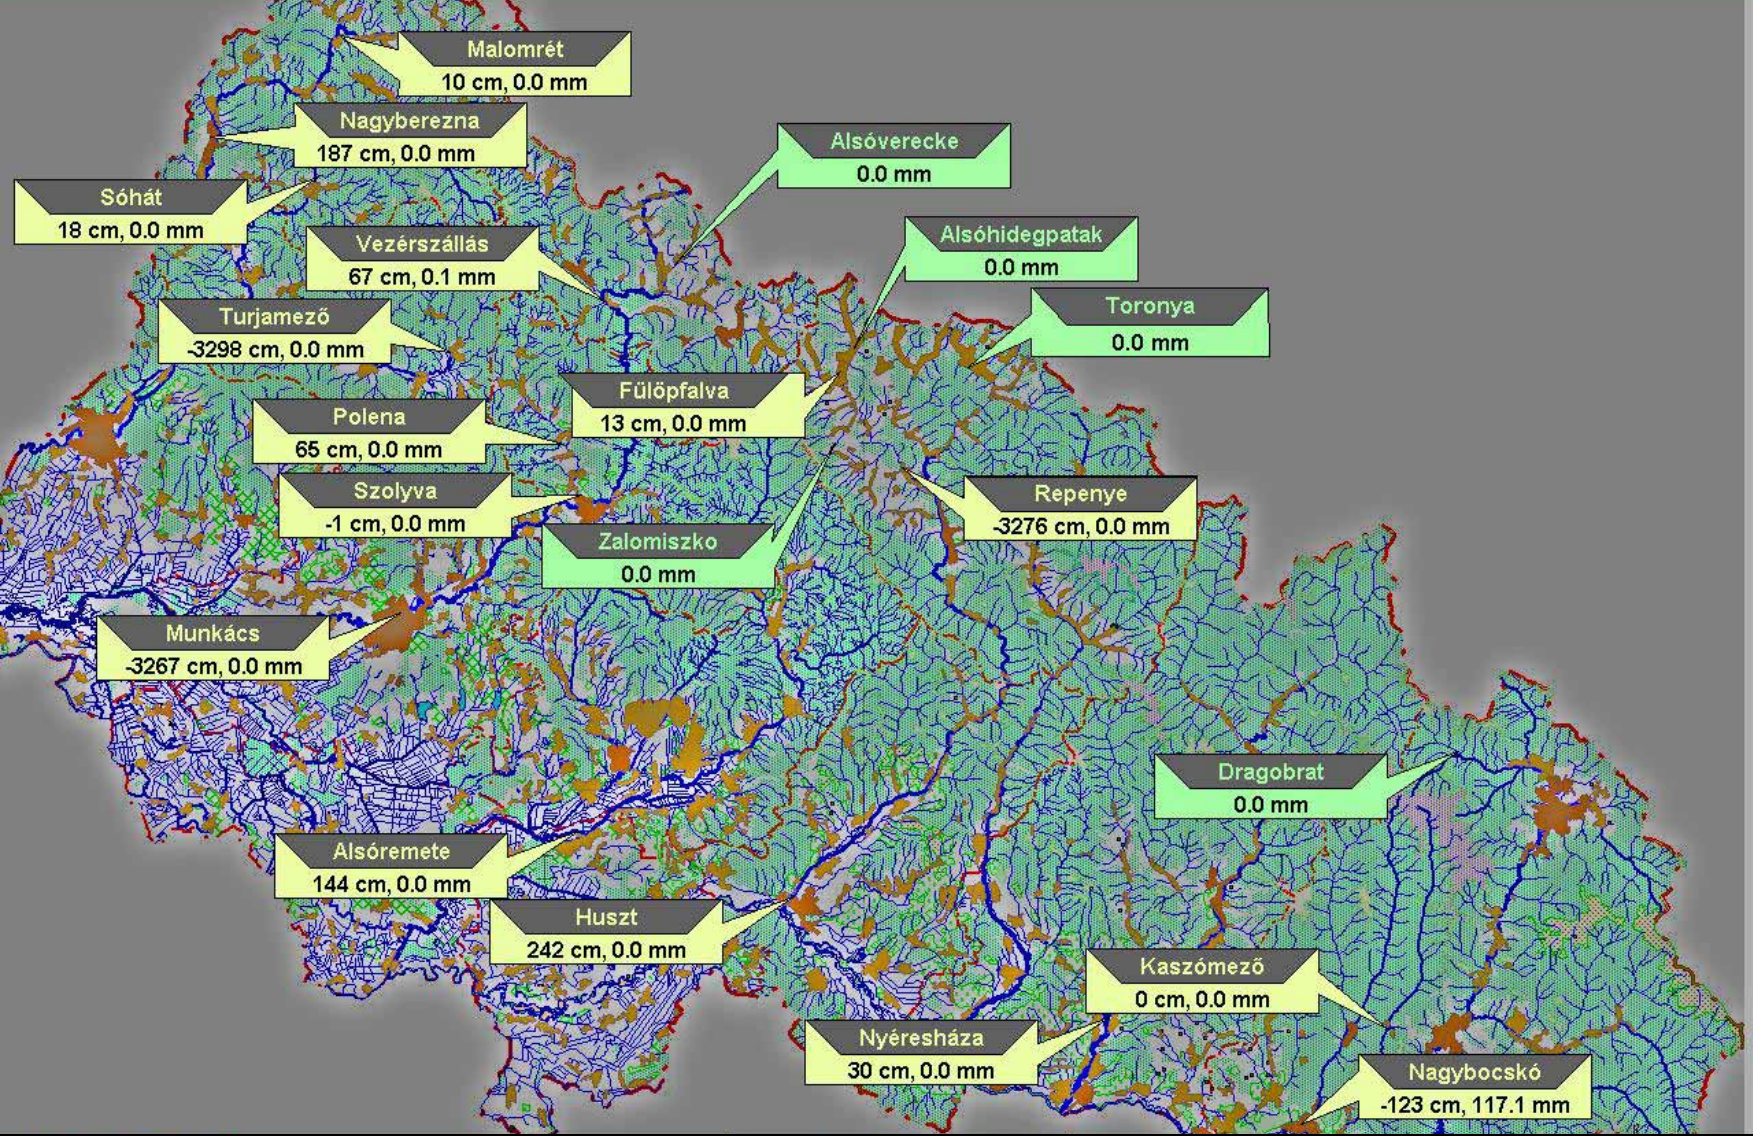 Malomrét
10 cm, 0.0 mm
Nagyberezna
187 cm, 0.0 mm
Alsóverecke
0.0 mm
Sóhát
18 cm, 0.0 mm
Vezérszállás
67 cm, 0.1 mm
Alsóhidegpatak
0.0 mm
Toronya
0.0 mm
Turjamező
-3298 cm, 0.0 mm
Fülöpfalva
13 cm, 0.0 mm
Polena
65 cm, 0.0 mm
Szolyva
-1 cm, 0.0 mm
Repenye
-3276 cm, 0.0 mm
Zalomiszko
0.0 mm
Munkács
-3267 cm, 0.0 mm
Dragobrat
0.0 mm
Alsóremete
144 cm, 0.0 mm
Huszt
242 cm, 0.0 mm
Kaszómező
0 cm, 0.0 mm
Nyéresháza
30 cm, 0.0 mm
Nagybocskó
-123 cm, 117.1 mm